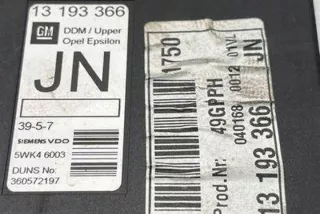 13 193 366
GM
DDM / Upper
Opel Epsilon
JN
39-5-7
SIEMENS VDO
5WK4 6003
DUNS No:
360572197
1750
49GPPH
040168 0012 01VL
Prod.Nr:
13 193 366 JN